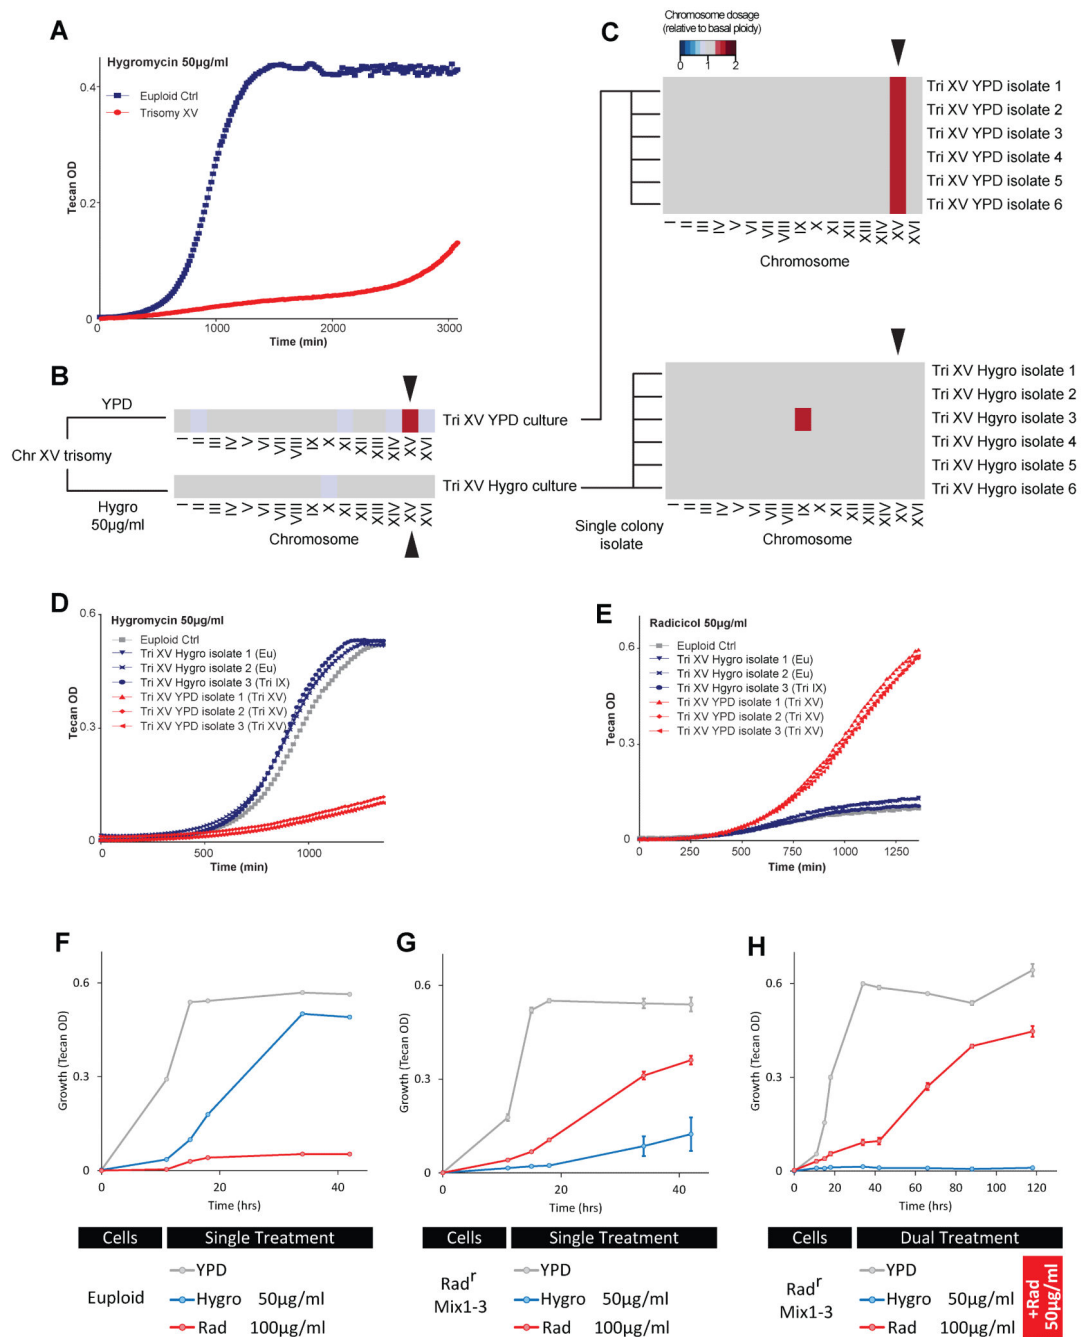 A
Hygromycin 50µg/ml
Euploid Ctrl
Trisomy XV
0.4
0.2
0
Tecan OD
0
1000
2000
3000
Time (min)
B
YPD
Chr XV trisomy
Hygro
50µg/ml
I II III IV V VI VII VIII IX X XI XII XIII XIV XV XVI
Tri XV YPD culture
I II III IV V VI VII VIII IX X XI XII XIII XIV XV XVI
Tri XV Hygro culture
Chromosome
C
Chromosome dosage
(relative to basal ploidy)
0 1 2
Tri XV YPD isolate 1
Tri XV YPD isolate 2
Tri XV YPD isolate 3
Tri XV YPD isolate 4
Tri XV YPD isolate 5
Tri XV YPD isolate 6
I II III IV V VI VII VIII IX X XI XII XIII XIV XV XVI
Chromosome
Tri XV Hygro isolate 1
Tri XV Hygro isolate 2
Tri XV Hgyro isolate 3
Tri XV Hygro isolate 4
Tri XV Hygro isolate 5
Tri XV Hygro isolate 6
I II III IV V VI VII VIII IX X XI XII XIII XIV XV XVI
Chromosome
Single colony
isolate
D
Hygromycin 50µg/ml
Euploid Ctrl
Tri XV Hygro isolate 1 (Eu)
Tri XV Hygro isolate 2 (Eu)
Tri XV Hgyro isolate 3 (Tri IX)
Tri XV YPD isolate 1 (Tri XV)
Tri XV YPD isolate 2 (Tri XV)
Tri XV YPD isolate 3 (Tri XV)
0.6
0.3
0
Tecan OD
0
500
1000
Time (min)
E
Radicicol 50µg/ml
Euploid Ctrl
Tri XV Hygro isolate 1 (Eu)
Tri XV Hygro isolate 2 (Eu)
Tri XV Hgyro isolate 3 (Tri IX)
Tri XV YPD isolate 1 (Tri XV)
Tri XV YPD isolate 2 (Tri XV)
Tri XV YPD isolate 3 (Tri XV)
0.6
0.3
0
Tecan OD
0
250
500
750
1000
1250
Time (min)
F
0.6
0.3
0
Growth (Tecan OD)
0
20
40
Time (hrs)
Cells
Single Treatment
Euploid
YPD
Hygro 50µg/ml
Rad 100µg/ml
G
0.6
0.3
0
Growth (Tecan OD)
0
20
40
Time (hrs)
Cells
Single Treatment
Radʳ
Mix1-3
YPD
Hygro 50µg/ml
Rad 100µg/ml
H
0.6
0.3
0
Growth (Tecan OD)
0
20
40
60
80
100
120
Time (hrs)
Cells
Dual Treatment
Radʳ
Mix1-3
YPD
Hygro 50µg/ml
Rad 100µg/ml
+Rad
50µg/ml